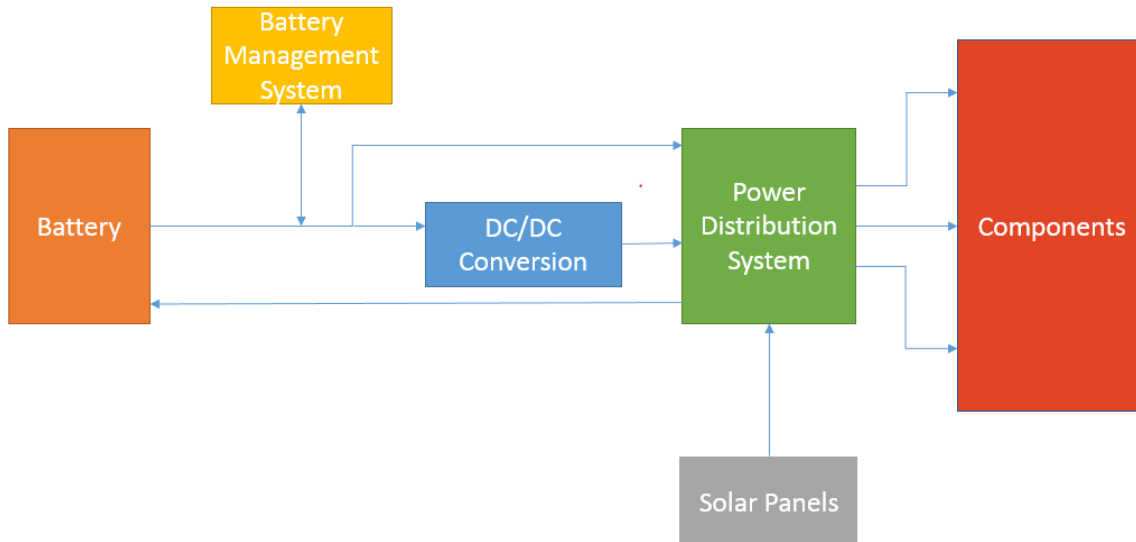 Battery
Management
System
Battery
DC/DC
Conversion
Power
Distribution
System
Components
Solar Panels